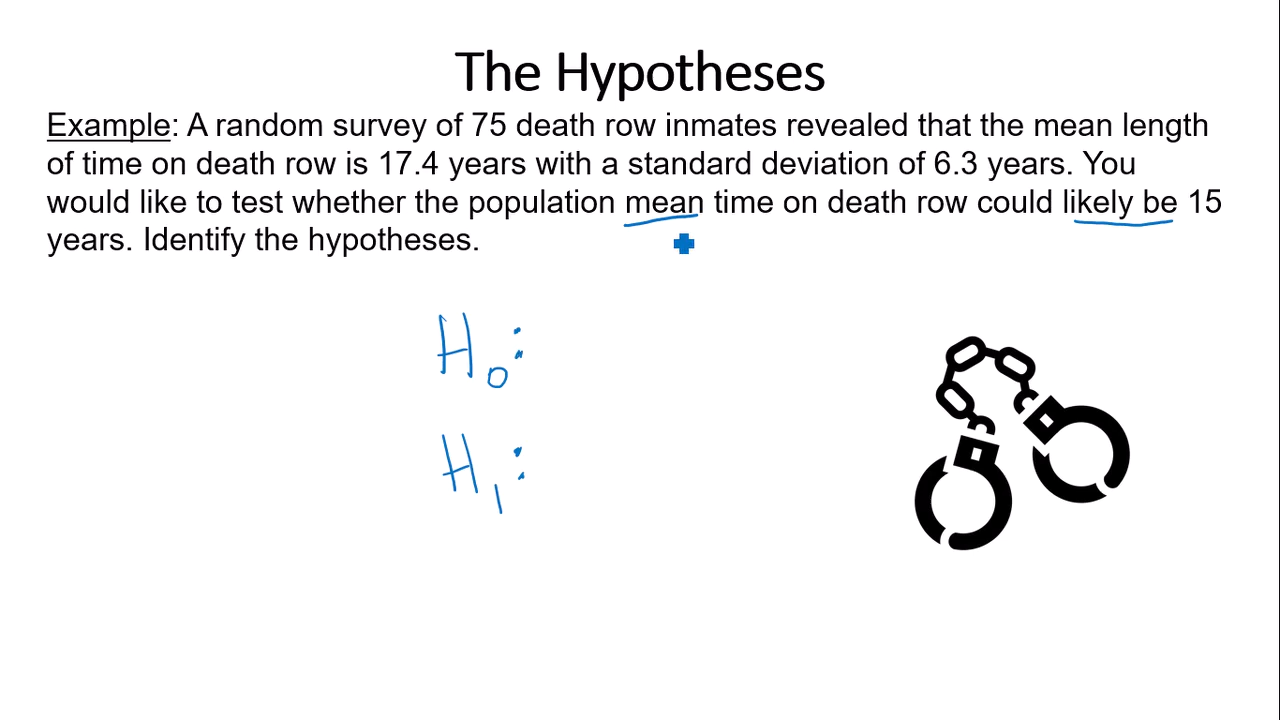 The Hypotheses
Example: A random survey of 75 death row inmates revealed that the mean length
of time on death row is 17.4 years with a standard deviation of 6.3 years. You
would like to test whether the population mean time on death row could likely be 15
years. Identify the hypotheses.
H₀:
H₁: